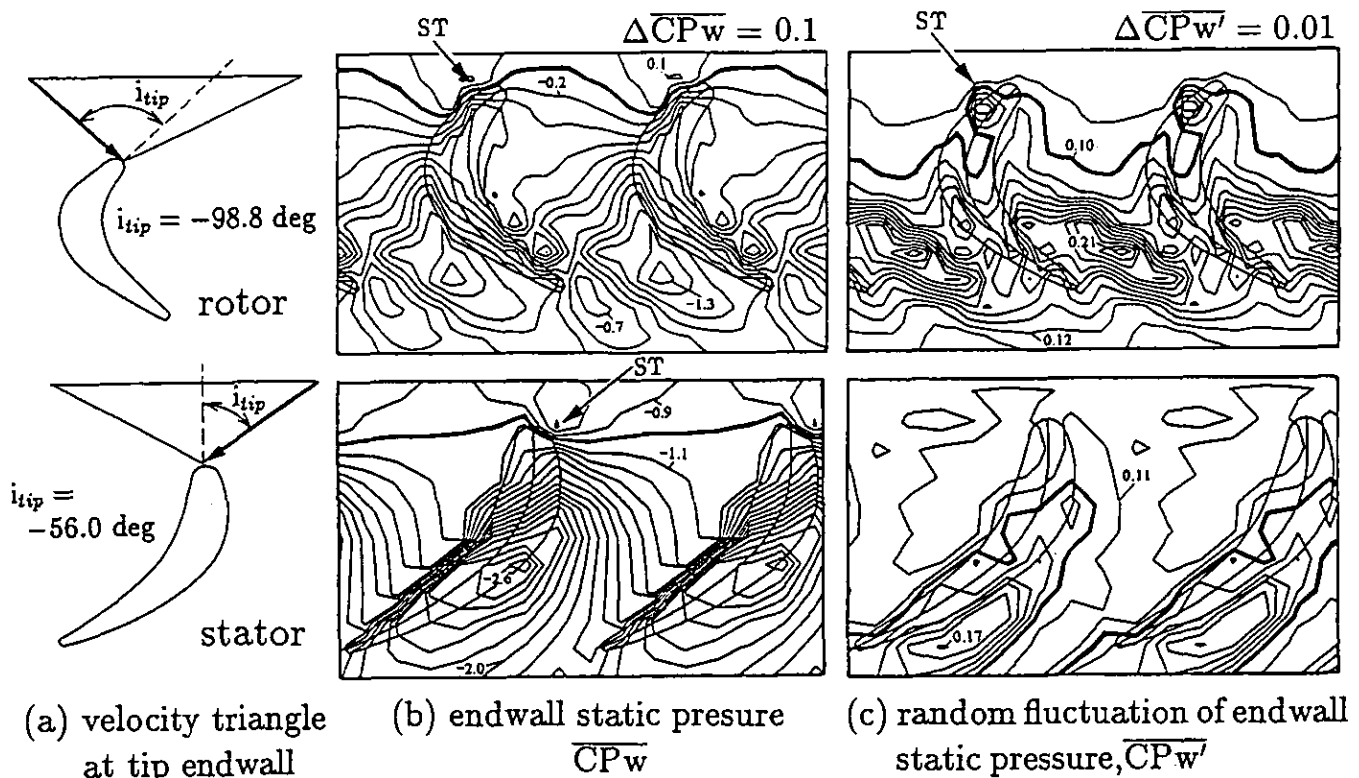 ST
ΔCPw = 0.1
ST
ΔCPw′ = 0.01
i_tip
i_tip = −98.8 deg
rotor
0.1
−0.2
−1.3
−0.7
0.10
0.21
0.12
i_tip
i_tip =
−56.0 deg
stator
ST
−0.9
−1.1
−2.6
−2.0
0.11
0.17
(a) velocity triangle
at tip endwall
(b) endwall static presure
CPw
(c) random fluctuation of endwall
static pressure,CPw′